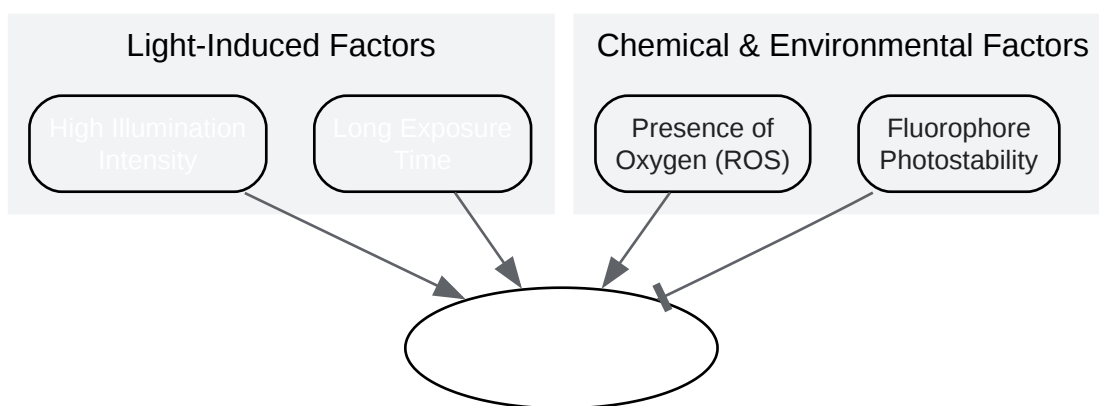 Light-Induced Factors
Chemical & Environmental Factors
High Illumination
Intensity
Long Exposure
Time
Presence of
Oxygen (ROS)
Fluorophore
Photostability